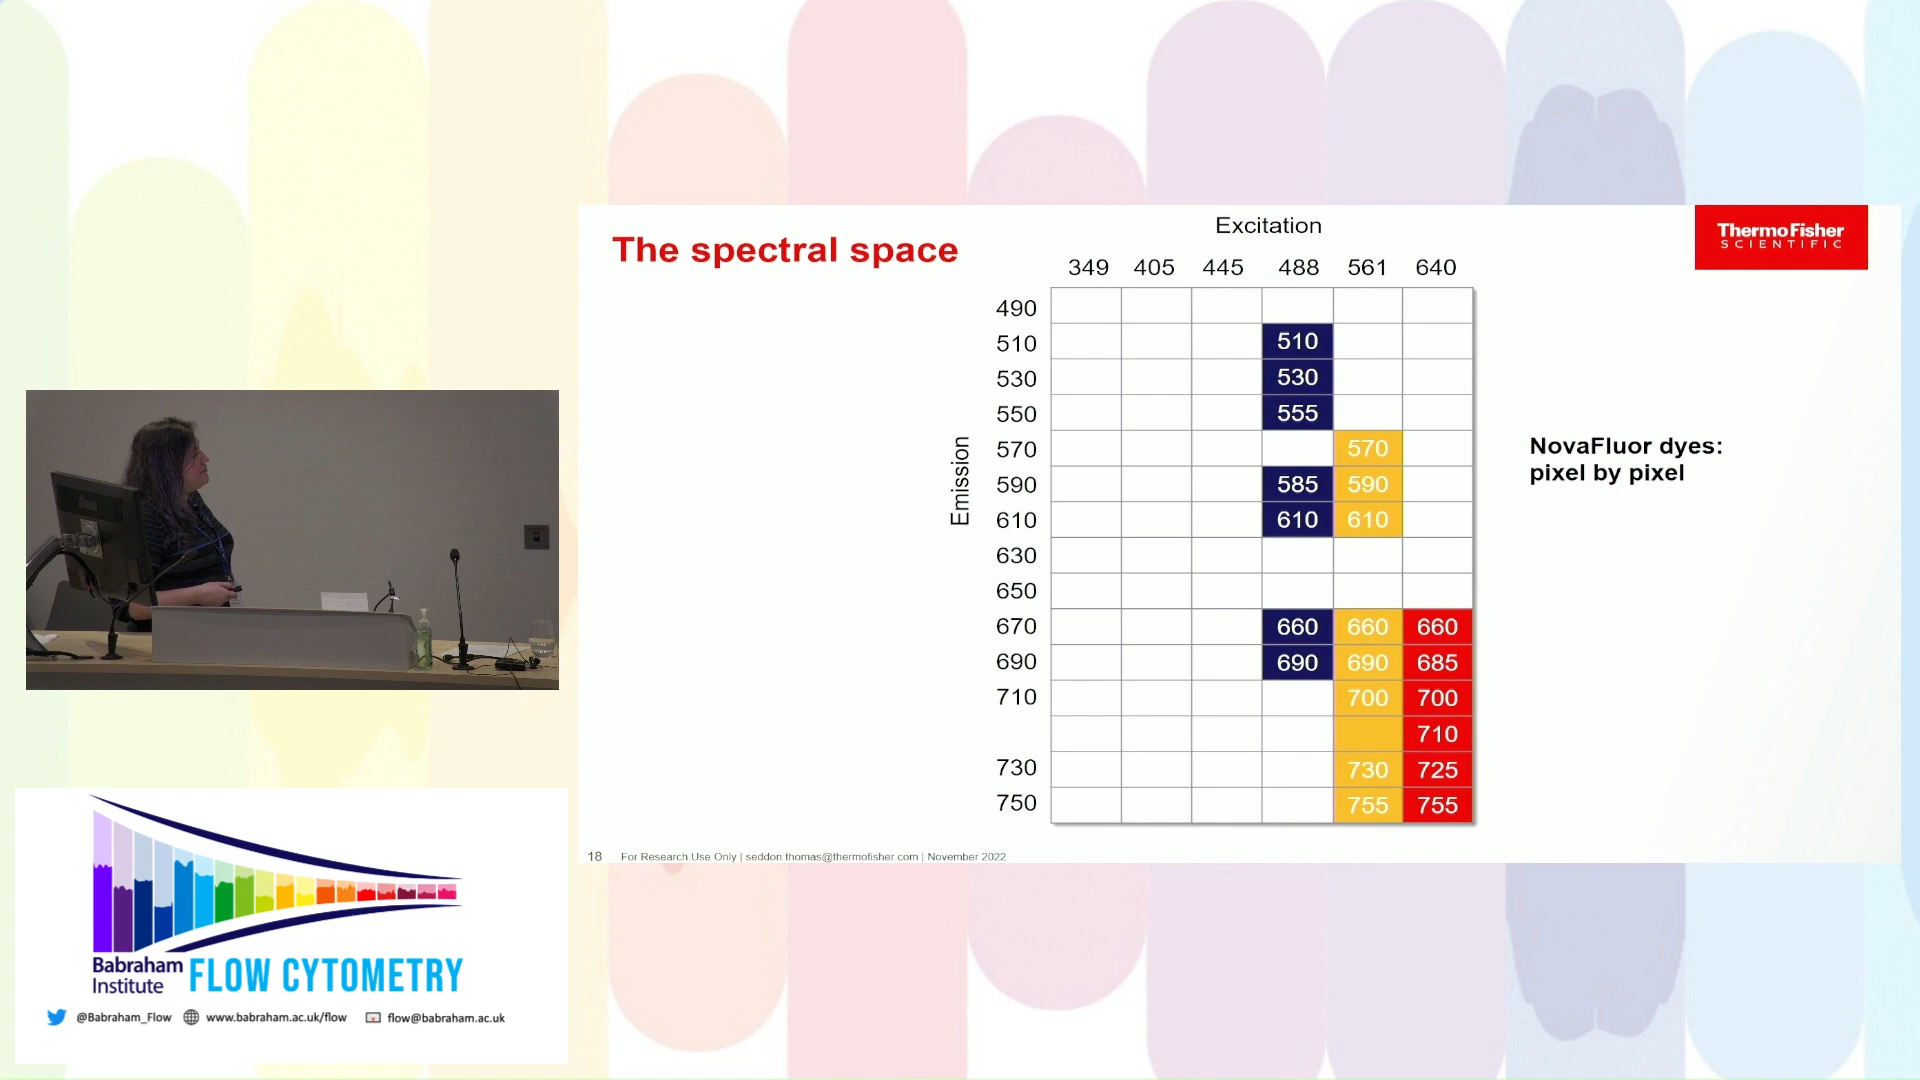 The spectral space
Excitation
ThermoFisher
SCIENTIFIC
349 405 445 488 561 640
Emission
490
510 510
530 530
550 555
570 570
590 585 590
610 610 610
630
650
670 660 660 660
690 690 690 685
710 700 700
710
730 730 725
750 755 755
NovaFluor dyes:
pixel by pixel
18 For Research Use Only | seddon.thomas@thermofisher.com | November 2022
Babraham
Institute
FLOW CYTOMETRY
@Babraham_Flow www.babraham.ac.uk/flow flow@babraham.ac.uk